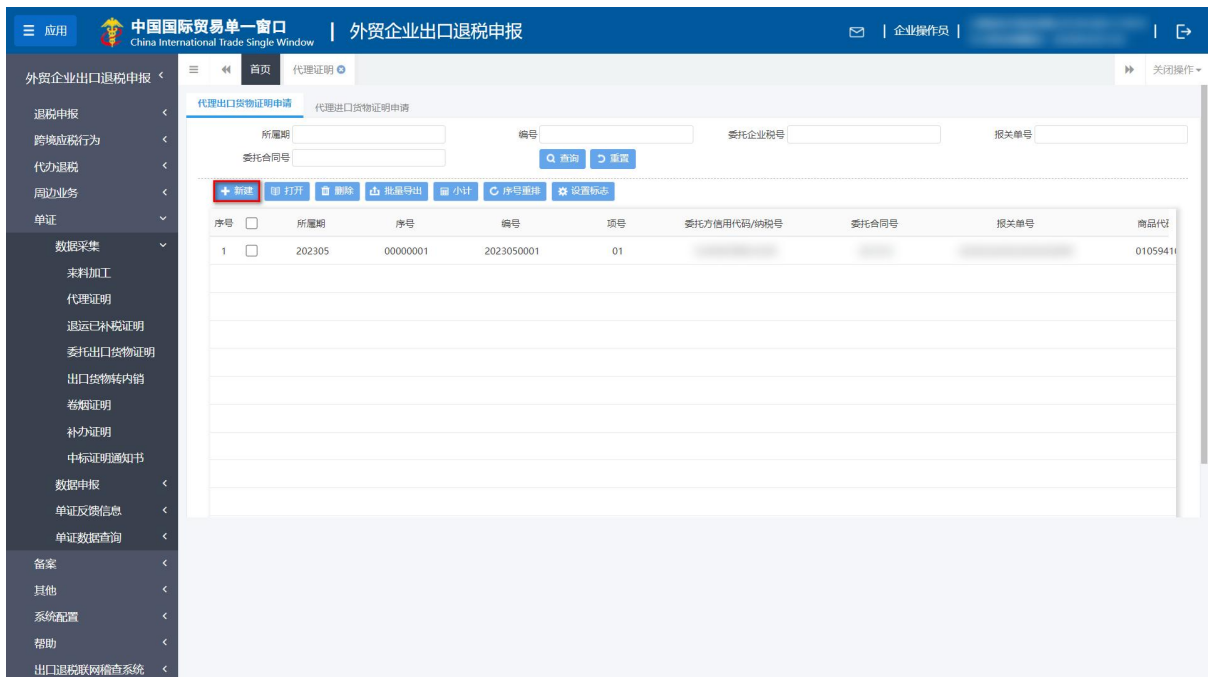 应用 中国国际贸易单一窗口 | 外贸企业出口退税申报 | 企业操作员 | |
China International Trade Single Window
外贸企业出口退税申报 首页 代理证明 关闭操作
退税申报
跨境应税行为
代办退税
周边业务
单证
数据采集
来料加工
代理证明
退运已补税证明
委托出口货物证明
出口货物转内销
卷烟证明
补办证明
中标证明通知书
数据申报
单证反馈信息
单证数据查询
备案
其他
系统配置
帮助
出口退税联网稽查系统
代理出口货物证明申请 代理进口货物证明申请
所属期 编号 委托企业税号 报关单号
委托合同号 查询 重置
新建 打开 删除 批量导出 小计 序号重排 设置标志
序号 所属期 序号 编号 项号 委托方信用代码/纳税号 委托合同号 报关单号 商品代
1 202305 00000001 2023050001 01 0105941